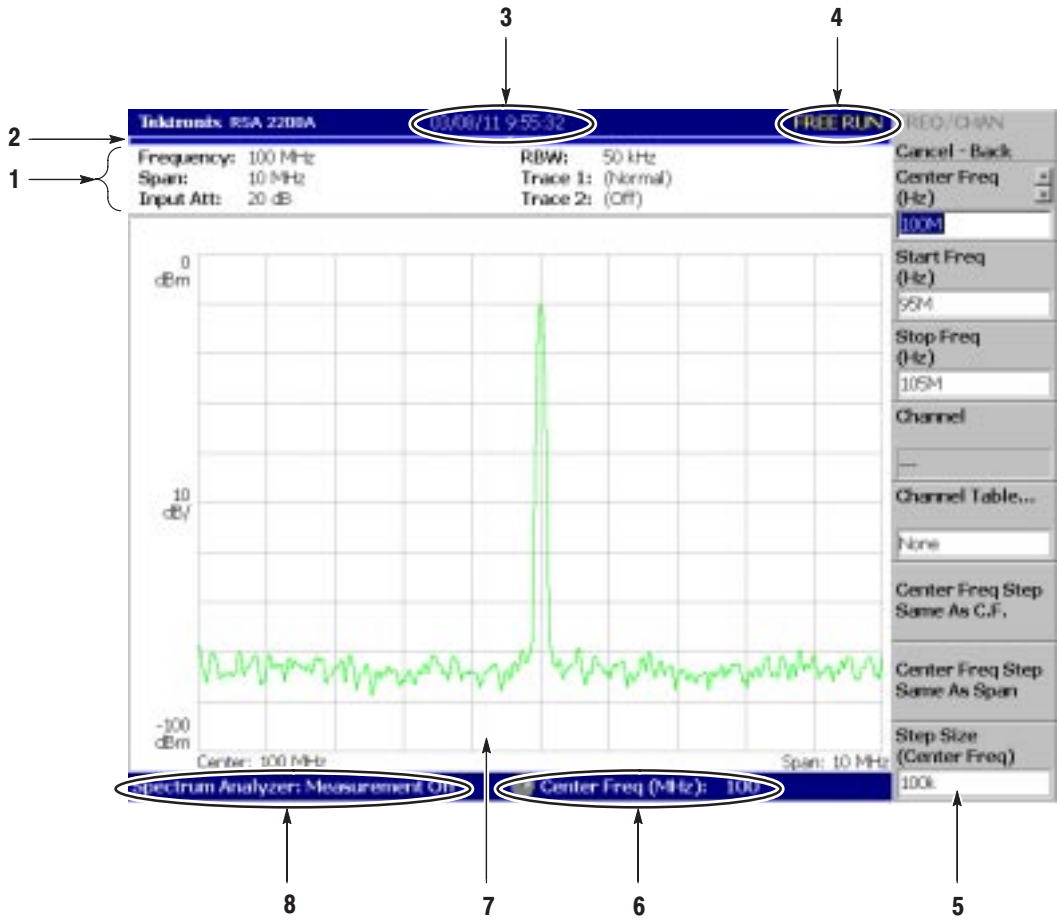 3 4
Tektronix RSA 2208A 03/08/11 9:55:32 FREE RUN FREQ/CHAN
2
1
Frequency: 100 MHz RBW: 50 kHz
Span: 10 MHz Trace 1: (Normal)
Input Att: 20 dB Trace 2: (Off)
Cancel - Back
Center Freq
(Hz)
100M
Start Freq
(Hz)
95M
Stop Freq
(Hz)
105M
Channel
---
Channel Table...
None
Center Freq Step
Same As C.F.
Center Freq Step
Same As Span
Step Size
(Center Freq)
100k
0
dBm
10
dB/
-100
dBm
Center: 100 MHz Span: 10 MHz
Spectrum Analyzer: Measurement Off Center Freq (MHz): 100
8 7 6 5